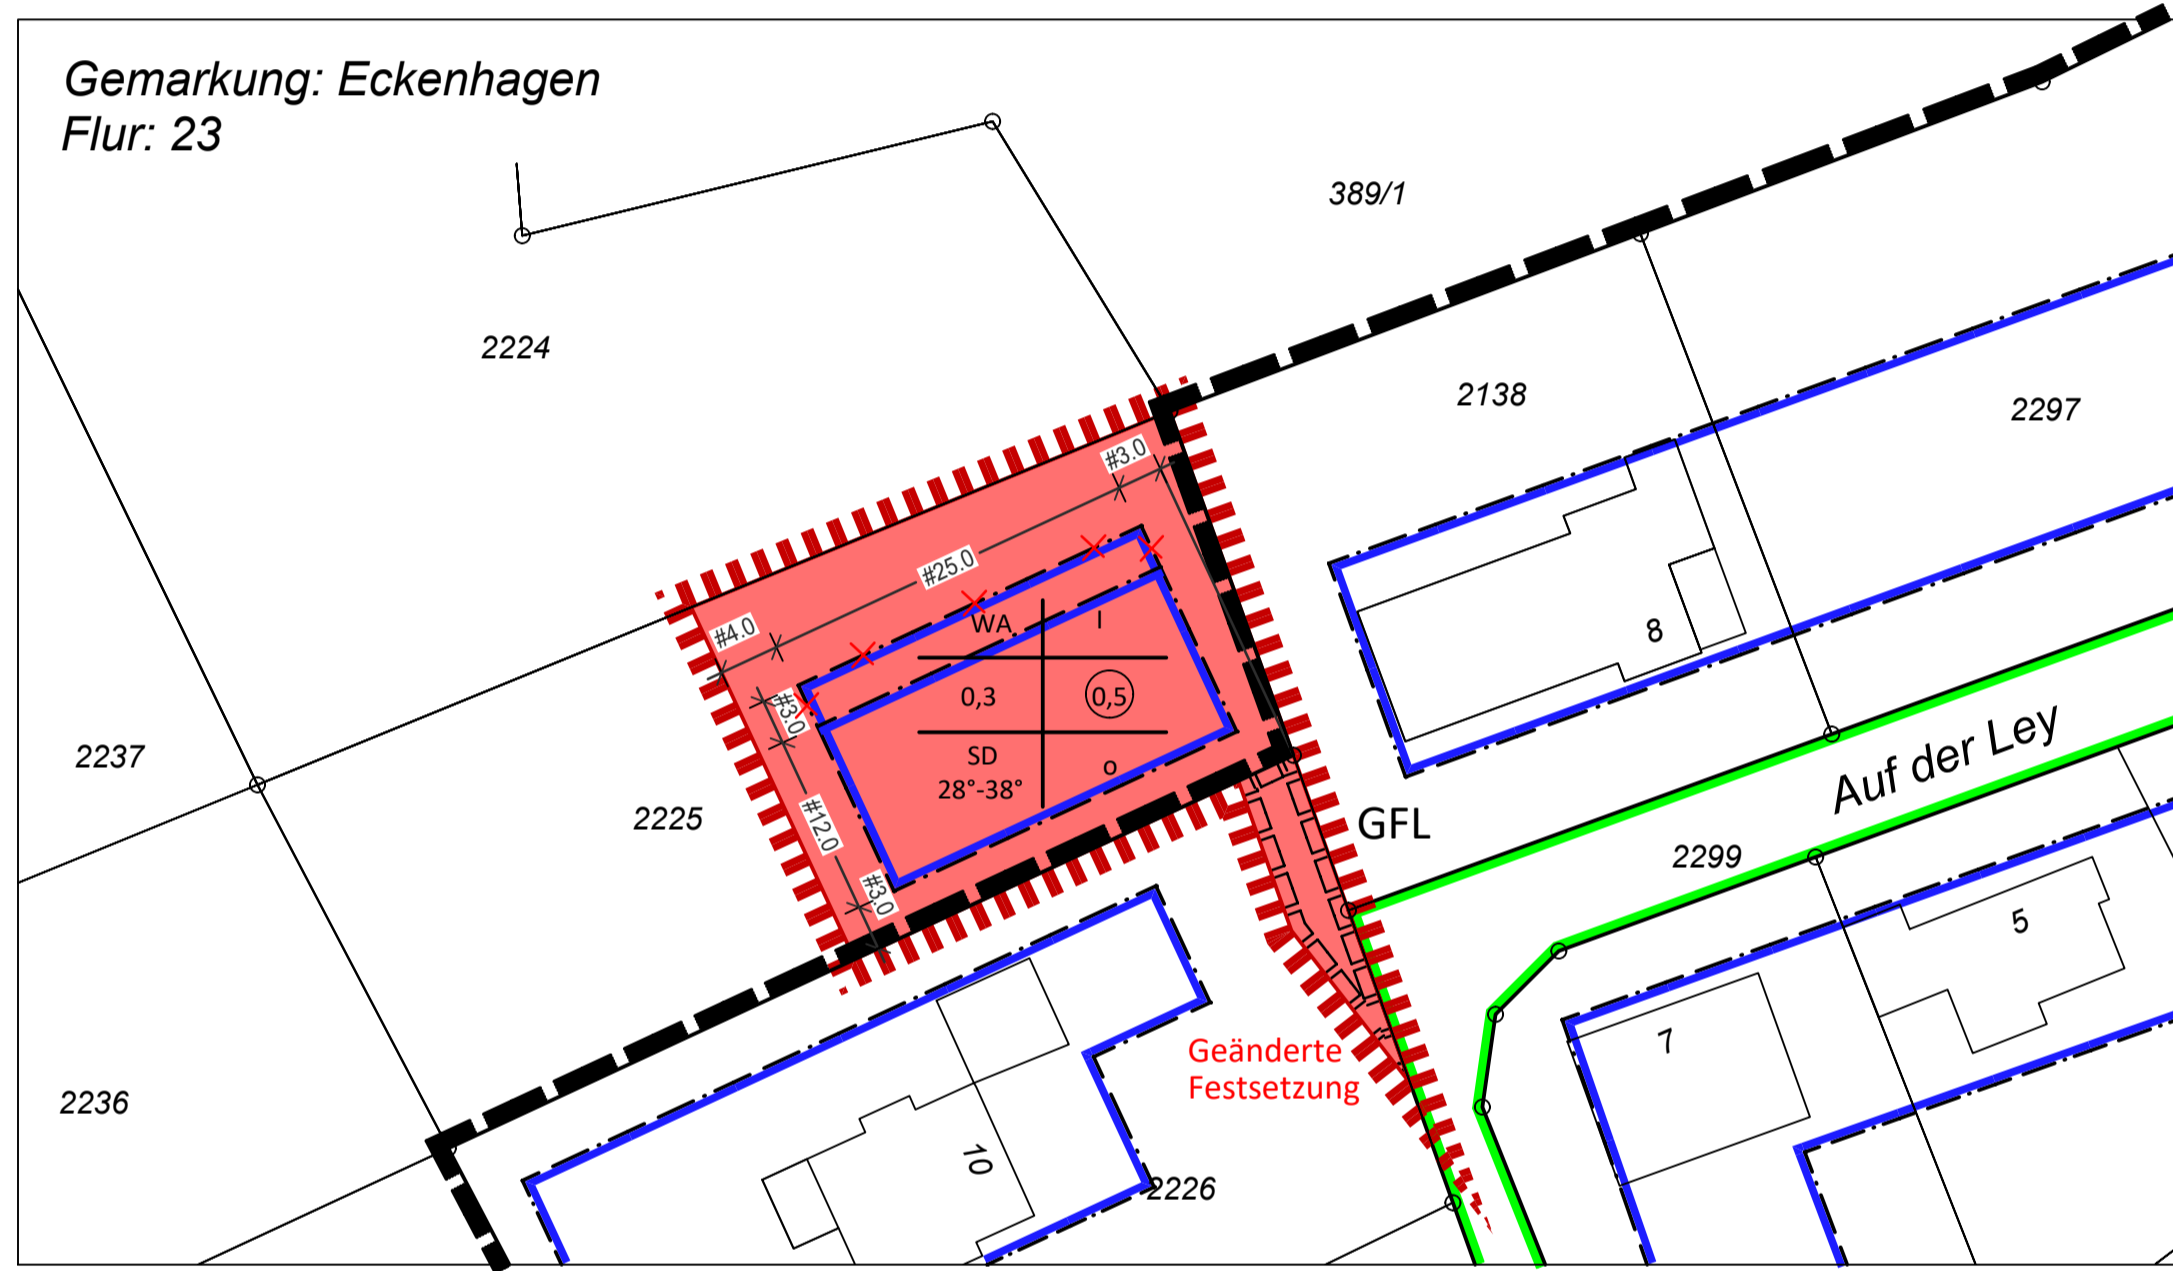 Gemarkung: Eckenhagen
Flur: 23
389/1
2224
2138
2297
#3.0
#25.0
#4.0
WA
I
8
#3.0
0,3
0,5
2237
SD
o
28°-38°
Auf der Ley
2225
#12.0
GFL
2299
#3.0
5
7
Geänderte
Festsetzung
2236
10
2226